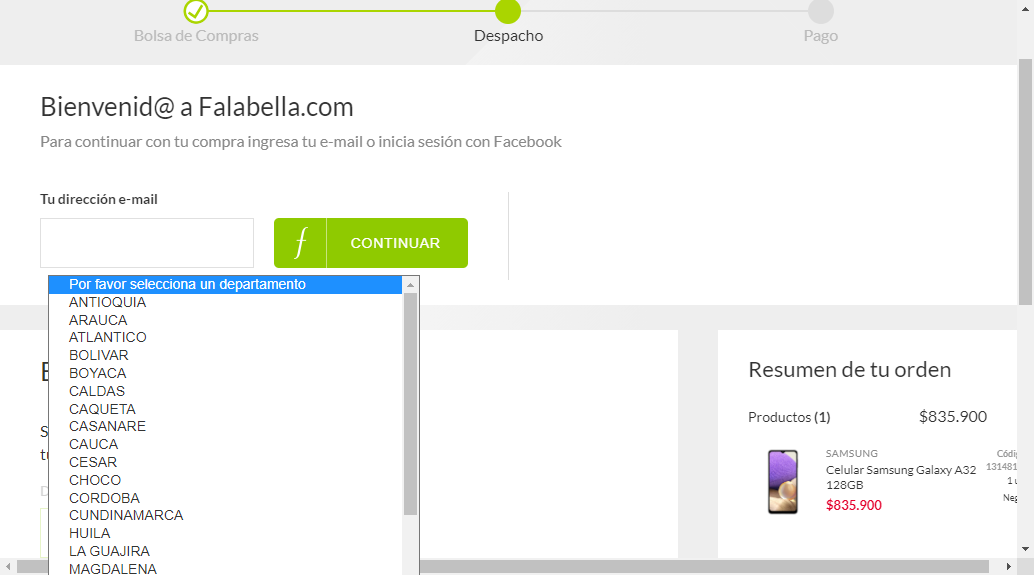 Bolsa de Compras
Despacho
Pago
Bienvenid@ a Falabella.com
Para continuar con tu compra ingresa tu e-mail o inicia sesión con Facebook
Tu dirección e-mail
f CONTINUAR
Por favor selecciona un departamento
ANTIOQUIA
ARAUCA
ATLANTICO
BOLIVAR
BOYACA
CALDAS
CAQUETA
CASANARE
CAUCA
CESAR
CHOCO
CORDOBA
CUNDINAMARCA
HUILA
LA GUAJIRA
MAGDALENA
Resumen de tu orden
Productos (1) $835.900
SAMSUNG
Celular Samsung Galaxy A32
128GB
$835.900
Códi
131481
1 u
Neg